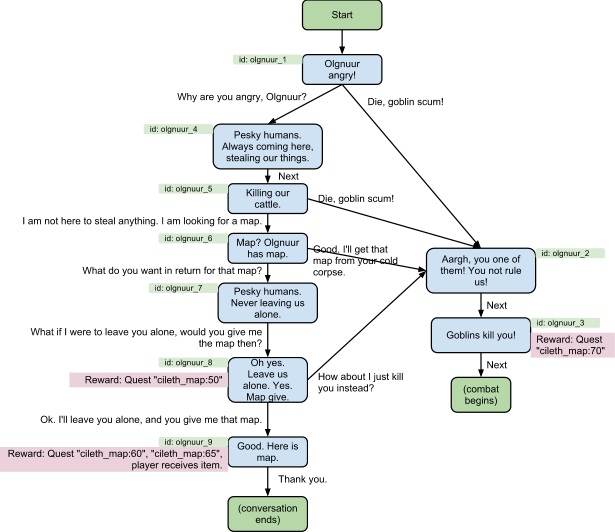 Start
id: olgnuur_1
Olgnuur
angry!
Why are you angry, Olgnuur?
Die, goblin scum!
id: olgnuur_4
Pesky humans.
Always coming here,
stealing our things.
Next
id: olgnuur_5
Killing our
cattle.
Die, goblin scum!
I am not here to steal anything. I am looking for a map.
id: olgnuur_6
Map? Olgnuur
has map.
Good, I'll get that
map from your cold
corpse.
id: olgnuur_2
Aargh, you one of
them! You not rule
us!
What do you want in return for that map?
id: olgnuur_7
Pesky humans.
Never leaving us
alone.
Next
id: olgnuur_3
Goblins kill you!
Reward: Quest
"cileth_map:70"
What if I were to leave you alone, would you give me
the map then?
id: olgnuur_8
Reward: Quest "cileth_map:50"
Oh yes.
Leave us
alone. Yes.
Map give.
How about I just kill
you instead?
Next
(combat
begins)
Ok. I'll leave you alone, and you give me that map.
id: olgnuur_9
Reward: Quest "cileth_map:60", "cileth_map:65",
player receives item.
Good. Here is
map.
Thank you.
(conversation
ends)